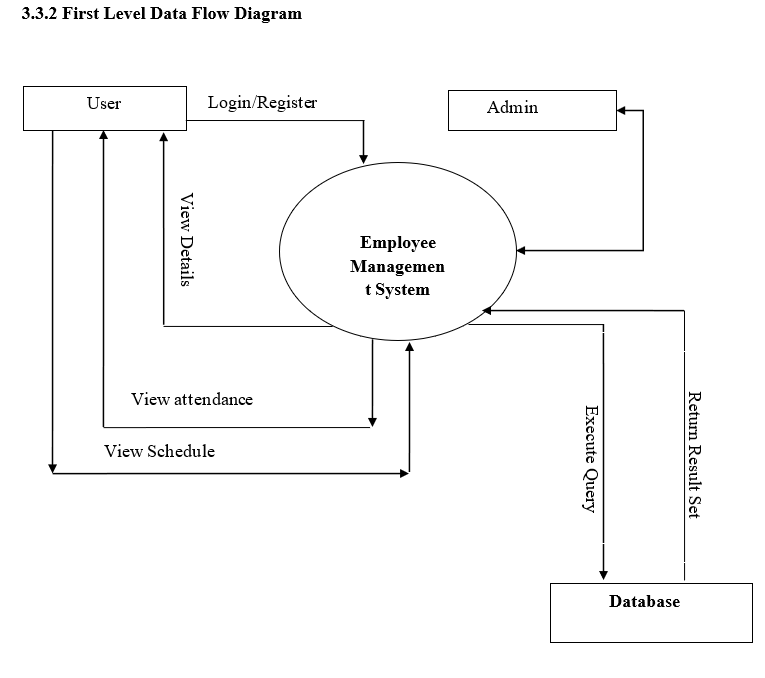 3.3.2 First Level Data Flow Diagram
User
Login/Register
Admin
View Details
Employee
Managemen
t System
View attendance
View Schedule
Execute Query
Return Result Set
Database